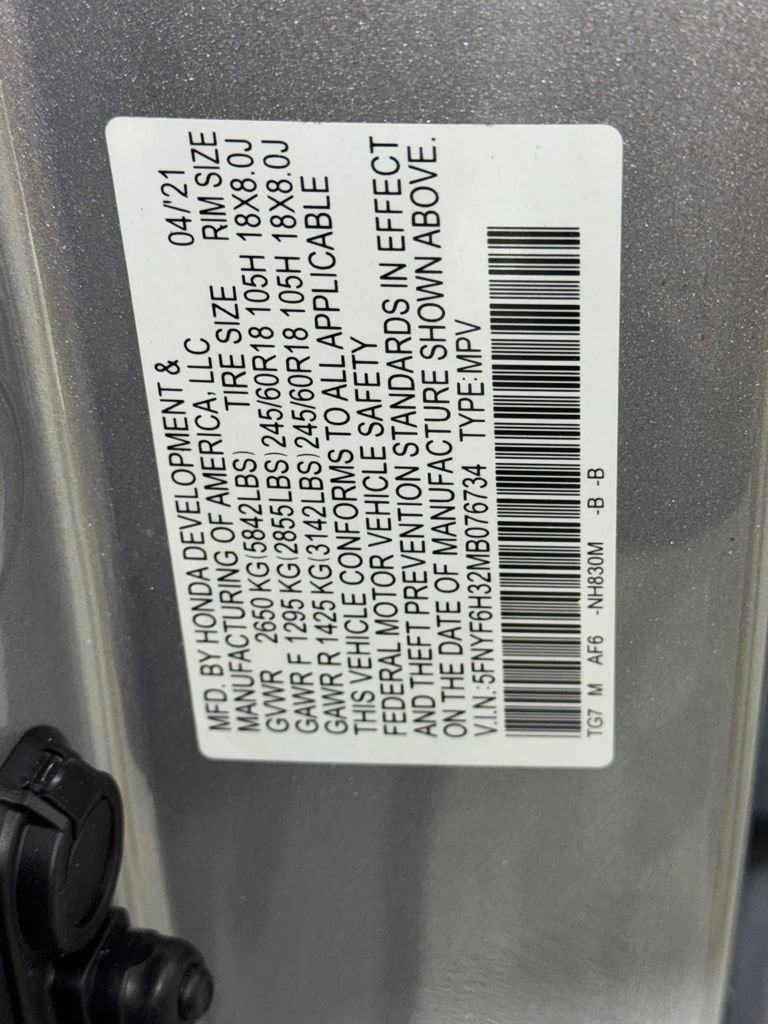 MFD. BY HONDA DEVELOPMENT & 04/'21
MANUFACTURING OF AMERICA, LLC
TIRE SIZE RIM SIZE
GVWR 2650 KG(5842LBS)
GAWR F 1295 KG(2855LBS) 245/60R18 105H 18X8.0J
GAWR R 1425 KG(3142LBS) 245/60R18 105H 18X8.0J
THIS VEHICLE CONFORMS TO ALL APPLICABLE
FEDERAL MOTOR VEHICLE SAFETY
AND THEFT PREVENTION STANDARDS IN EFFECT
ON THE DATE OF MANUFACTURE SHOWN ABOVE.
V.I.N.:5FNYF6H32MB076734 TYPE:MPV
TG7 M AF6 -NH830M -B -B